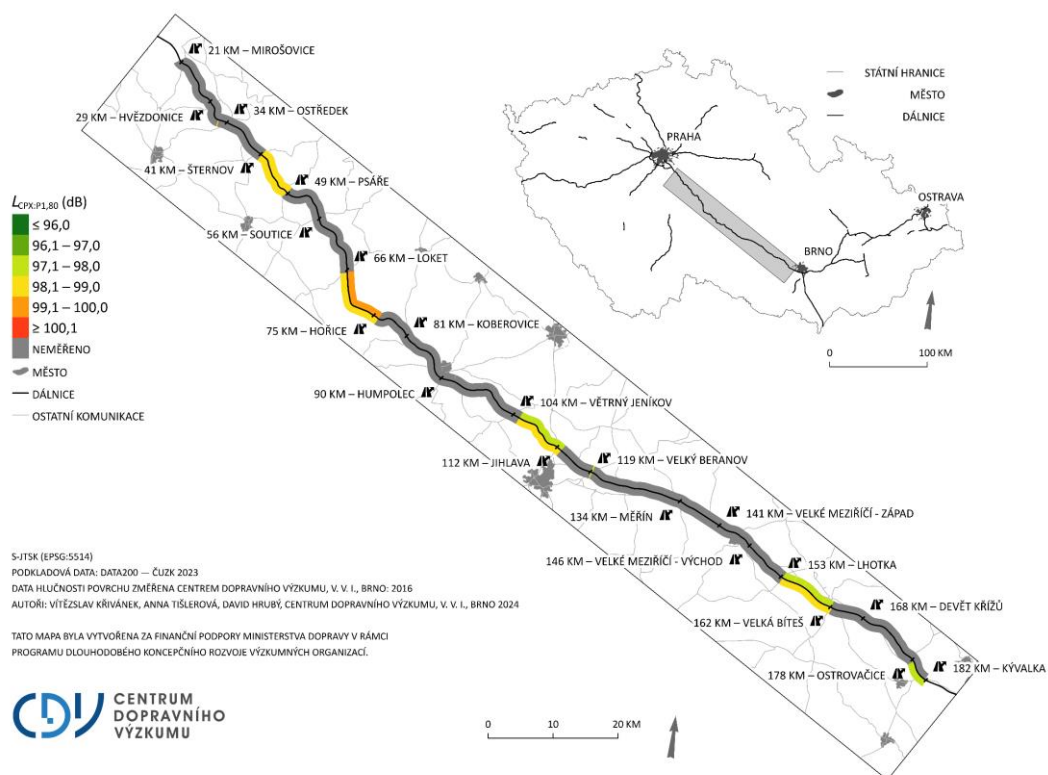 21 KM – MIROŠOVICE
29 KM – HVĚZDONICE
34 KM – OSTŘEDEK
41 KM – ŠTERNOV
49 KM – PSÁŘE
56 KM – SOUTICE
66 KM – LOKET
75 KM – HOŘICE
81 KM – KOBEROVICE
90 KM – HUMPOLEC
104 KM – VĚTRNÝ JENÍKOV
112 KM – JIHLAVA
119 KM – VELKÝ BERANOV
134 KM – MĚŘÍN
141 KM – VELKÉ MEZIŘÍČÍ - ZÁPAD
146 KM – VELKÉ MEZIŘÍČÍ - VÝCHOD
153 KM – LHOTKA
162 KM – VELKÁ BÍTEŠ
168 KM – DEVĚT KŘÍŽŮ
178 KM – OSTROVAČICE
182 KM – KÝVALKA
STÁTNÍ HRANICE
MĚSTO
DÁLNICE
PRAHA
OSTRAVA
BRNO
0 100 KM
LCPX:P1,80 (dB)
≤ 96,0
96,1 – 97,0
97,1 – 98,0
98,1 – 99,0
99,1 – 100,0
≥ 100,1
NEMĚŘENO
MĚSTO
DÁLNICE
OSTATNÍ KOMUNIKACE
S-JTSK (EPSG:5514)
PODKLADOVÁ DATA: DATA200 — ČUZK 2023
DATA HLUČNOSTI POVRCHU ZMĚŘENA CENTREM DOPRAVNÍHO VÝZKUMU, V. V. I., BRNO: 2016
AUTOŘI: VÍTĚZSLAV KŘIVÁNEK, ANNA TIŠLEROVÁ, DAVID HRUBÝ, CENTRUM DOPRAVNÍHO VÝZKUMU, V. V. I., BRNO 2024
TATO MAPA BYLA VYTVOŘENA ZA FINANČNÍ PODPORY MINISTERSTVA DOPRAVY V RÁMCI
PROGRAMU DLOUHODOBÉHO KONCEPČNÍHO ROZVOJE VÝZKUMNÝCH ORGANIZACÍ.
CDV
CENTRUM
DOPRAVNÍHO
VÝZKUMU
0 10 20 KM